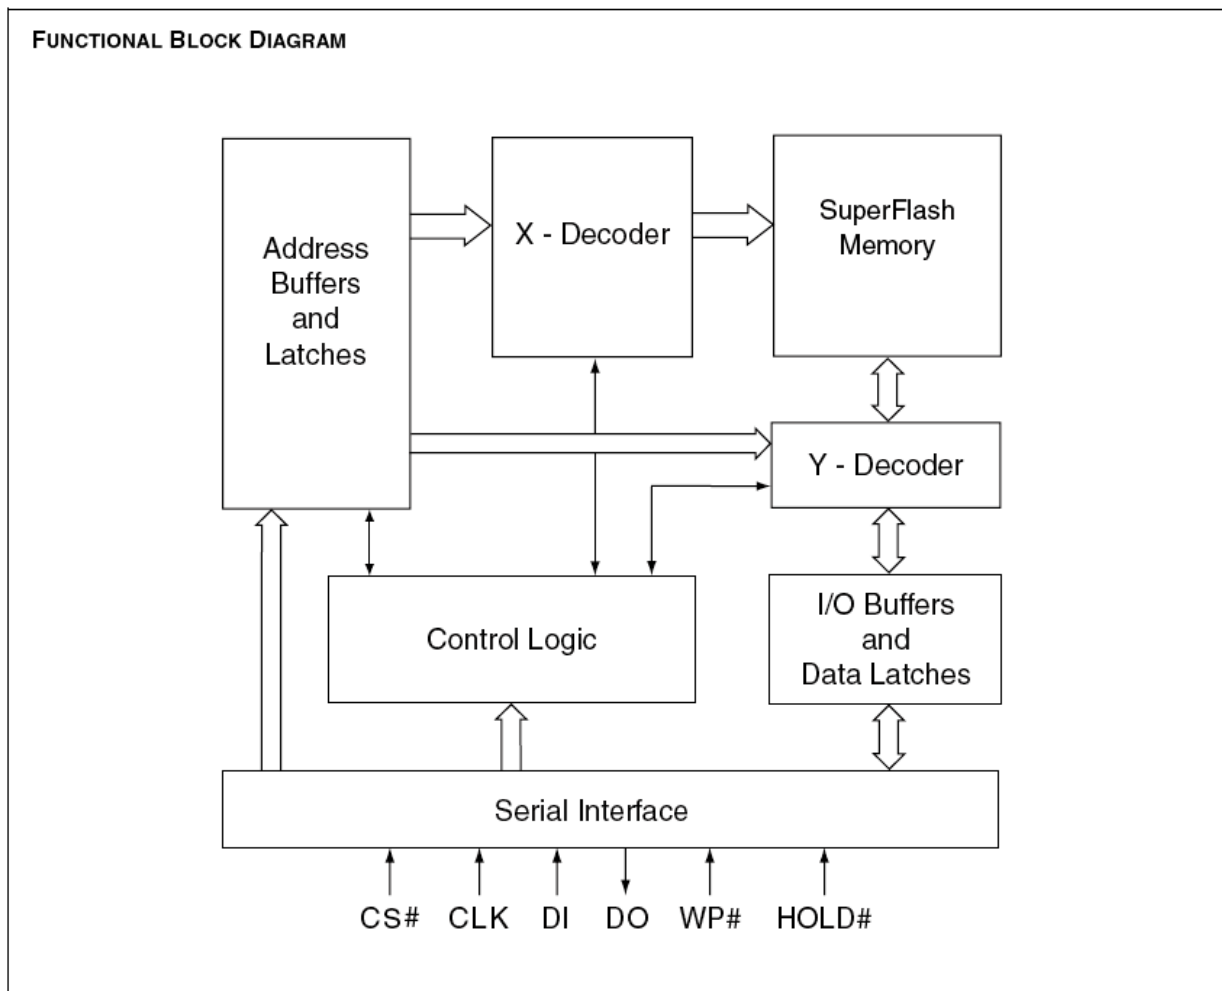 FUNCTIONAL BLOCK DIAGRAM
Address
Buffers
and
Latches
X - Decoder
SuperFlash
Memory
Y - Decoder
Control Logic
I/O Buffers
and
Data Latches
Serial Interface
CS# CLK DI DO WP# HOLD#